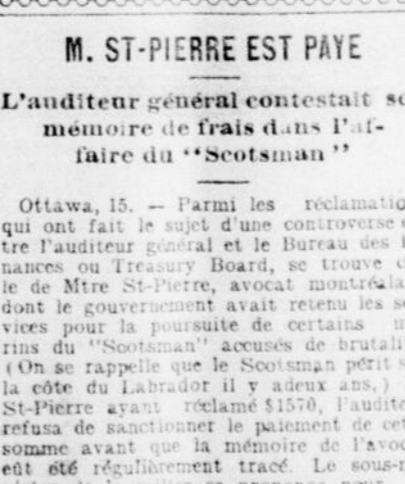 M. ST-PIERRE EST PAYE
L'auditeur général contestait s
mémoire de frais dans l'af-
faire du "Scotsman"
Ottawa, 15. — Parmi les réclamatio
qui ont fait le sujet d'une controverse
tre l'auditeur général et le Bureau des
nances ou Treasury Board, se trouve c
le de Mtre St-Pierre, avocat montréala
dont le gouvernement avait retenu les se
vices pour la poursuite de certains m
rins du "Scotsman" accusés de brutali
(On se rappelle que le Scotsman périt s
la côte du Labrador il y adeux ans.)
St-Pierre ayant réclamé $1570, l'audite
refusa de sanctionner le paiement de cet
somme avant que la mémoire de l'avoc
eût été régulièrement tracé. Le sous-m